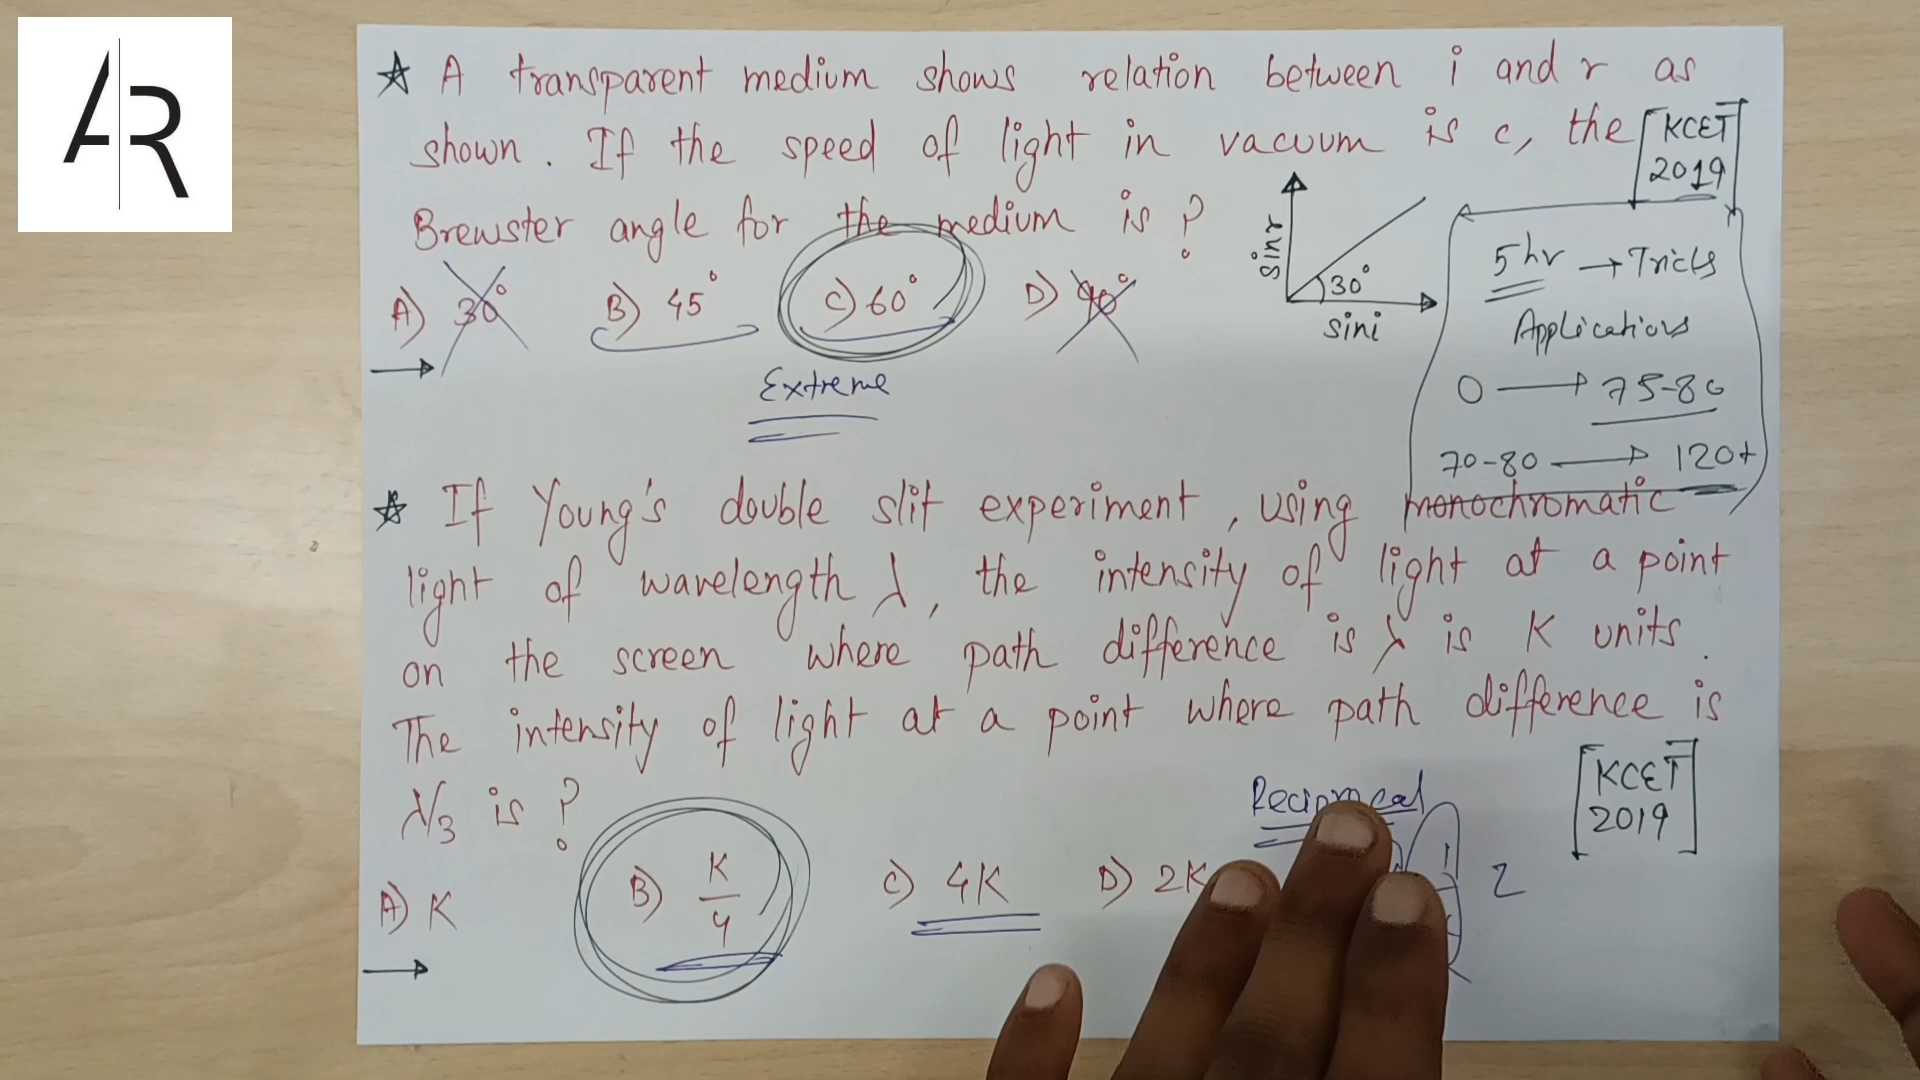 AR
☆ A transparent medium shows relation between i and r as
shown. If the speed of light in vacuum is c, the
[KCET
2019]
Brewster angle for the medium is ?
sinr
30°
sini
A) 30° B) 45° C) 60° D) 90°
Extreme
5hr → Tricks
Applications
0 → 75-80
70-80 → 120+
☆ If Young's double slit experiment, using monochromatic
light of wavelength λ, the intensity of light at a point
on the screen where path difference is λ is K units.
The intensity of light at a point where path difference is
λ/3 is ?
[KCET
2019]
Reciprocal
A) K B) K/4 C) 4K D) 2K
2